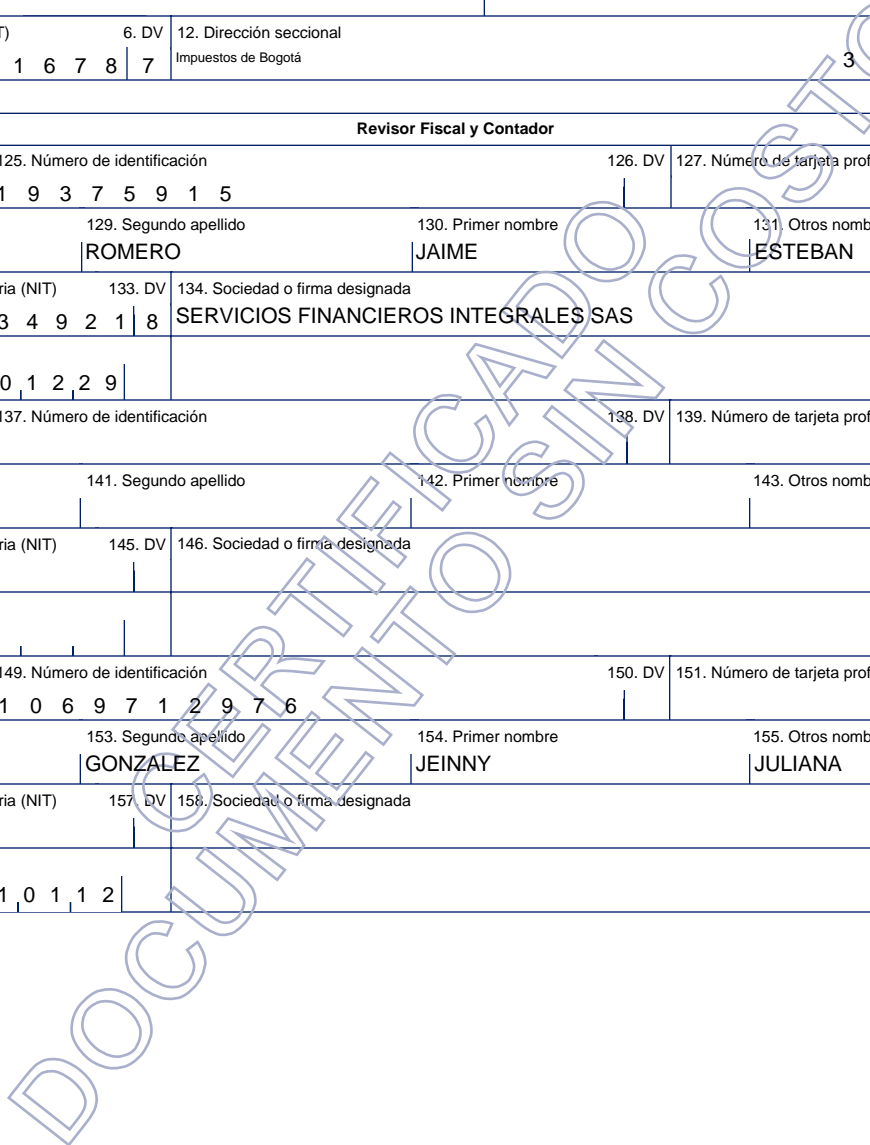 T) 6. DV 12. Dirección seccional
1 6 7 8 7 Impuestos de Bogotá 3
Revisor Fiscal y Contador
125. Número de identificación 126. DV 127. Número de tarjeta prof
1 9 3 7 5 9 1 5
129. Segundo apellido 130. Primer nombre 131. Otros nomb
ROMERO JAIME ESTEBAN
ria (NIT) 133. DV 134. Sociedad o firma designada
3 4 9 2 1 8 SERVICIOS FINANCIEROS INTEGRALES SAS
0 1 2 2 9
137. Número de identificación 138. DV 139. Número de tarjeta prof
141. Segundo apellido 142. Primer nombre 143. Otros nomb
ria (NIT) 145. DV 146. Sociedad o firma designada
149. Número de identificación 150. DV 151. Número de tarjeta prof
1 0 6 9 7 1 2 9 7 6
153. Segundo apellido 154. Primer nombre 155. Otros nomb
GONZALEZ JEINNY JULIANA
ria (NIT) 157. DV 158. Sociedad o firma designada
1 0 1 1 2
CERTIFICADO
DOCUMENTO SIN COSTO